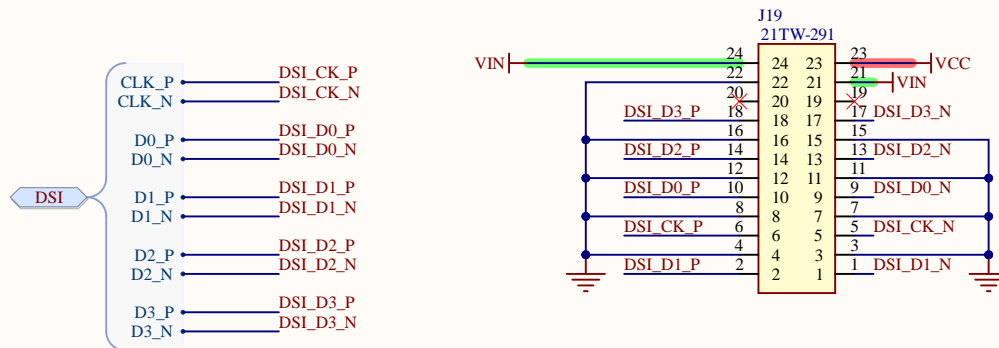 DSI
CLK_P
DSI_CK_P
CLK_N
DSI_CK_N
D0_P
DSI_D0_P
D0_N
DSI_D0_N
D1_P
DSI_D1_P
D1_N
DSI_D1_N
D2_P
DSI_D2_P
D2_N
DSI_D2_N
D3_P
DSI_D3_P
D3_N
DSI_D3_N
J19
21TW-291
VIN 24 24 23 23 VCC
22 22 21 21 VIN
20 20 19 19
DSI_D3_P 18 18 17 17 DSI_D3_N
16 16 15 15
DSI_D2_P 14 14 13 13 DSI_D2_N
12 12 11 11
DSI_D0_P 10 10 9 9 DSI_D0_N
8 8 7 7
DSI_CK_P 6 6 5 5 DSI_CK_N
4 4 3 3
DSI_D1_P 2 2 1 1 DSI_D1_N